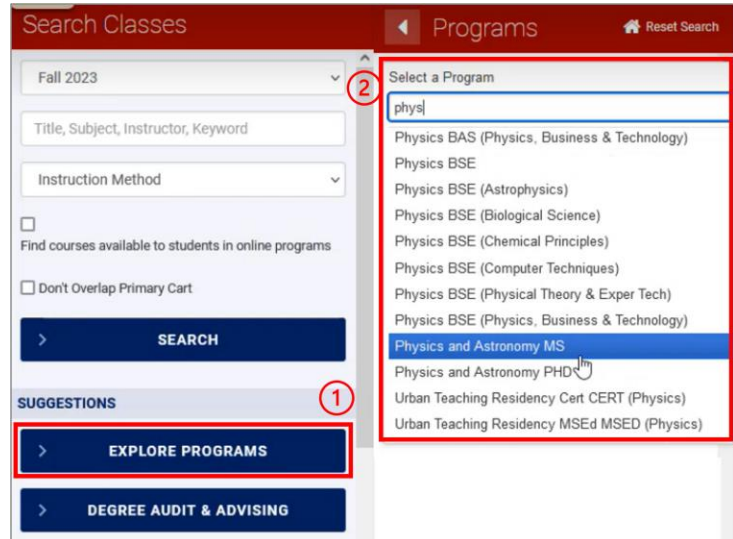 Search Classes
Fall 2023
Title, Subject, Instructor, Keyword
Instruction Method
Find courses available to students in online programs
Don't Overlap Primary Cart
SEARCH
SUGGESTIONS
1
EXPLORE PROGRAMS
DEGREE AUDIT & ADVISING
Programs
Reset Search
2
Select a Program
phys
Physics BAS (Physics, Business & Technology)
Physics BSE
Physics BSE (Astrophysics)
Physics BSE (Biological Science)
Physics BSE (Chemical Principles)
Physics BSE (Computer Techniques)
Physics BSE (Physical Theory & Exper Tech)
Physics BSE (Physics, Business & Technology)
Physics and Astronomy MS
Physics and Astronomy PHD
Urban Teaching Residency Cert CERT (Physics)
Urban Teaching Residency MSEd MSED (Physics)